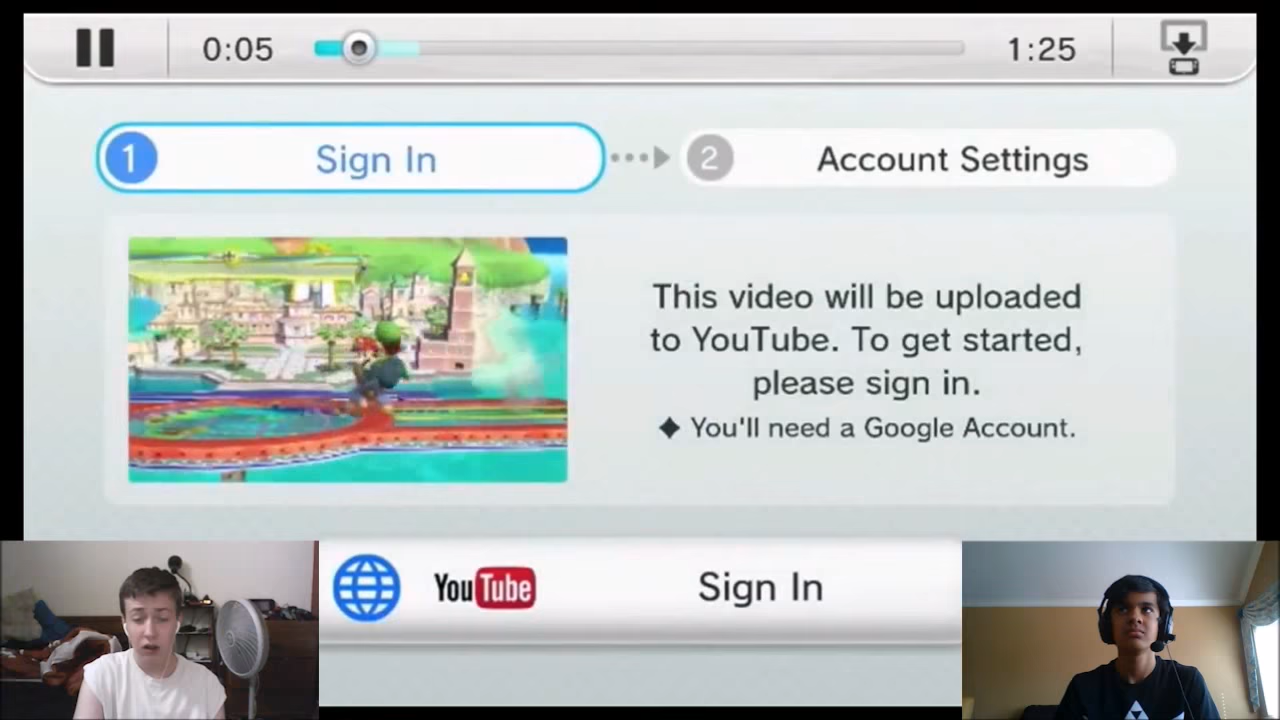 0:05
1:25
1 Sign In
2 Account Settings
This video will be uploaded
to YouTube. To get started,
please sign in.
◆ You'll need a Google Account.
YouTube Sign In